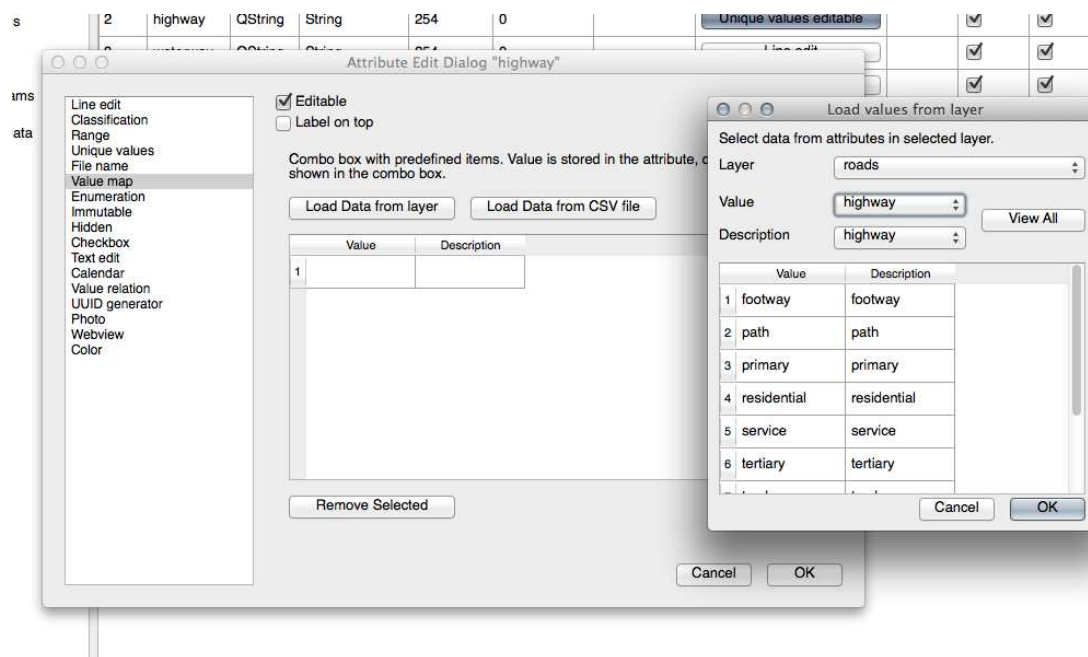 s
2 highway QString String 254 0 Unique values editable
QString String 254 0 Line edit
ams
ata
Attribute Edit Dialog "highway"
Line edit
Classification
Range
Unique values
File name
Value map
Enumeration
Immutable
Hidden
Checkbox
Text edit
Calendar
Value relation
UUID generator
Photo
Webview
Color
Editable
Label on top
Combo box with predefined items. Value is stored in the attribute,
shown in the combo box.
Load Data from layer Load Data from CSV file
Value Description
1
Remove Selected
Cancel OK
Load values from layer
Select data from attributes in selected layer.
Layer roads
Value highway
View All
Description highway
Value Description
1 footway footway
2 path path
3 primary primary
4 residential residential
5 service service
6 tertiary tertiary
Cancel OK